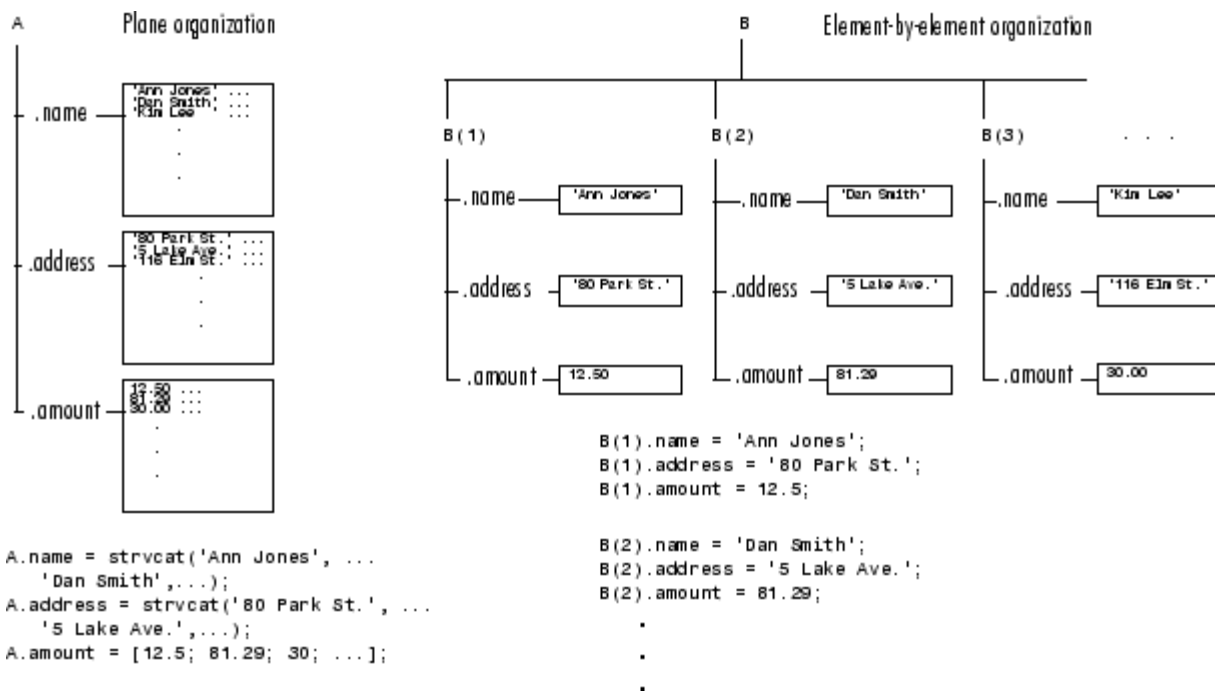 A
Plane organization
.name
'Ann Jones' ...
'Dan Smith' ...
'Kim Lee ' ...
.
.
.
.address
'80 Park St.' ...
'5 Lake Ave.' ...
'116 Elm St.' ...
.
.
.
.amount
12.50 ...
81.29 ...
30.00 ...
.
.
.
A.name = strvcat('Ann Jones', ...
'Dan Smith',...);
A.address = strvcat('80 Park St.', ...
'5 Lake Ave.',...);
A.amount = [12.5; 81.29; 30; ...];
B
Element-by-element organization
B(1)
B(2)
B(3)
. . .
.name
'Ann Jones'
.name
'Dan Smith'
.name
'Kim Lee'
.address
'80 Park St.'
.address
'5 Lake Ave.'
.address
'116 Elm St.'
.amount
12.50
.amount
81.29
.amount
30.00
B(1).name = 'Ann Jones';
B(1).address = '80 Park St.';
B(1).amount = 12.5;
B(2).name = 'Dan Smith';
B(2).address = '5 Lake Ave.';
B(2).amount = 81.29;
.
.
.